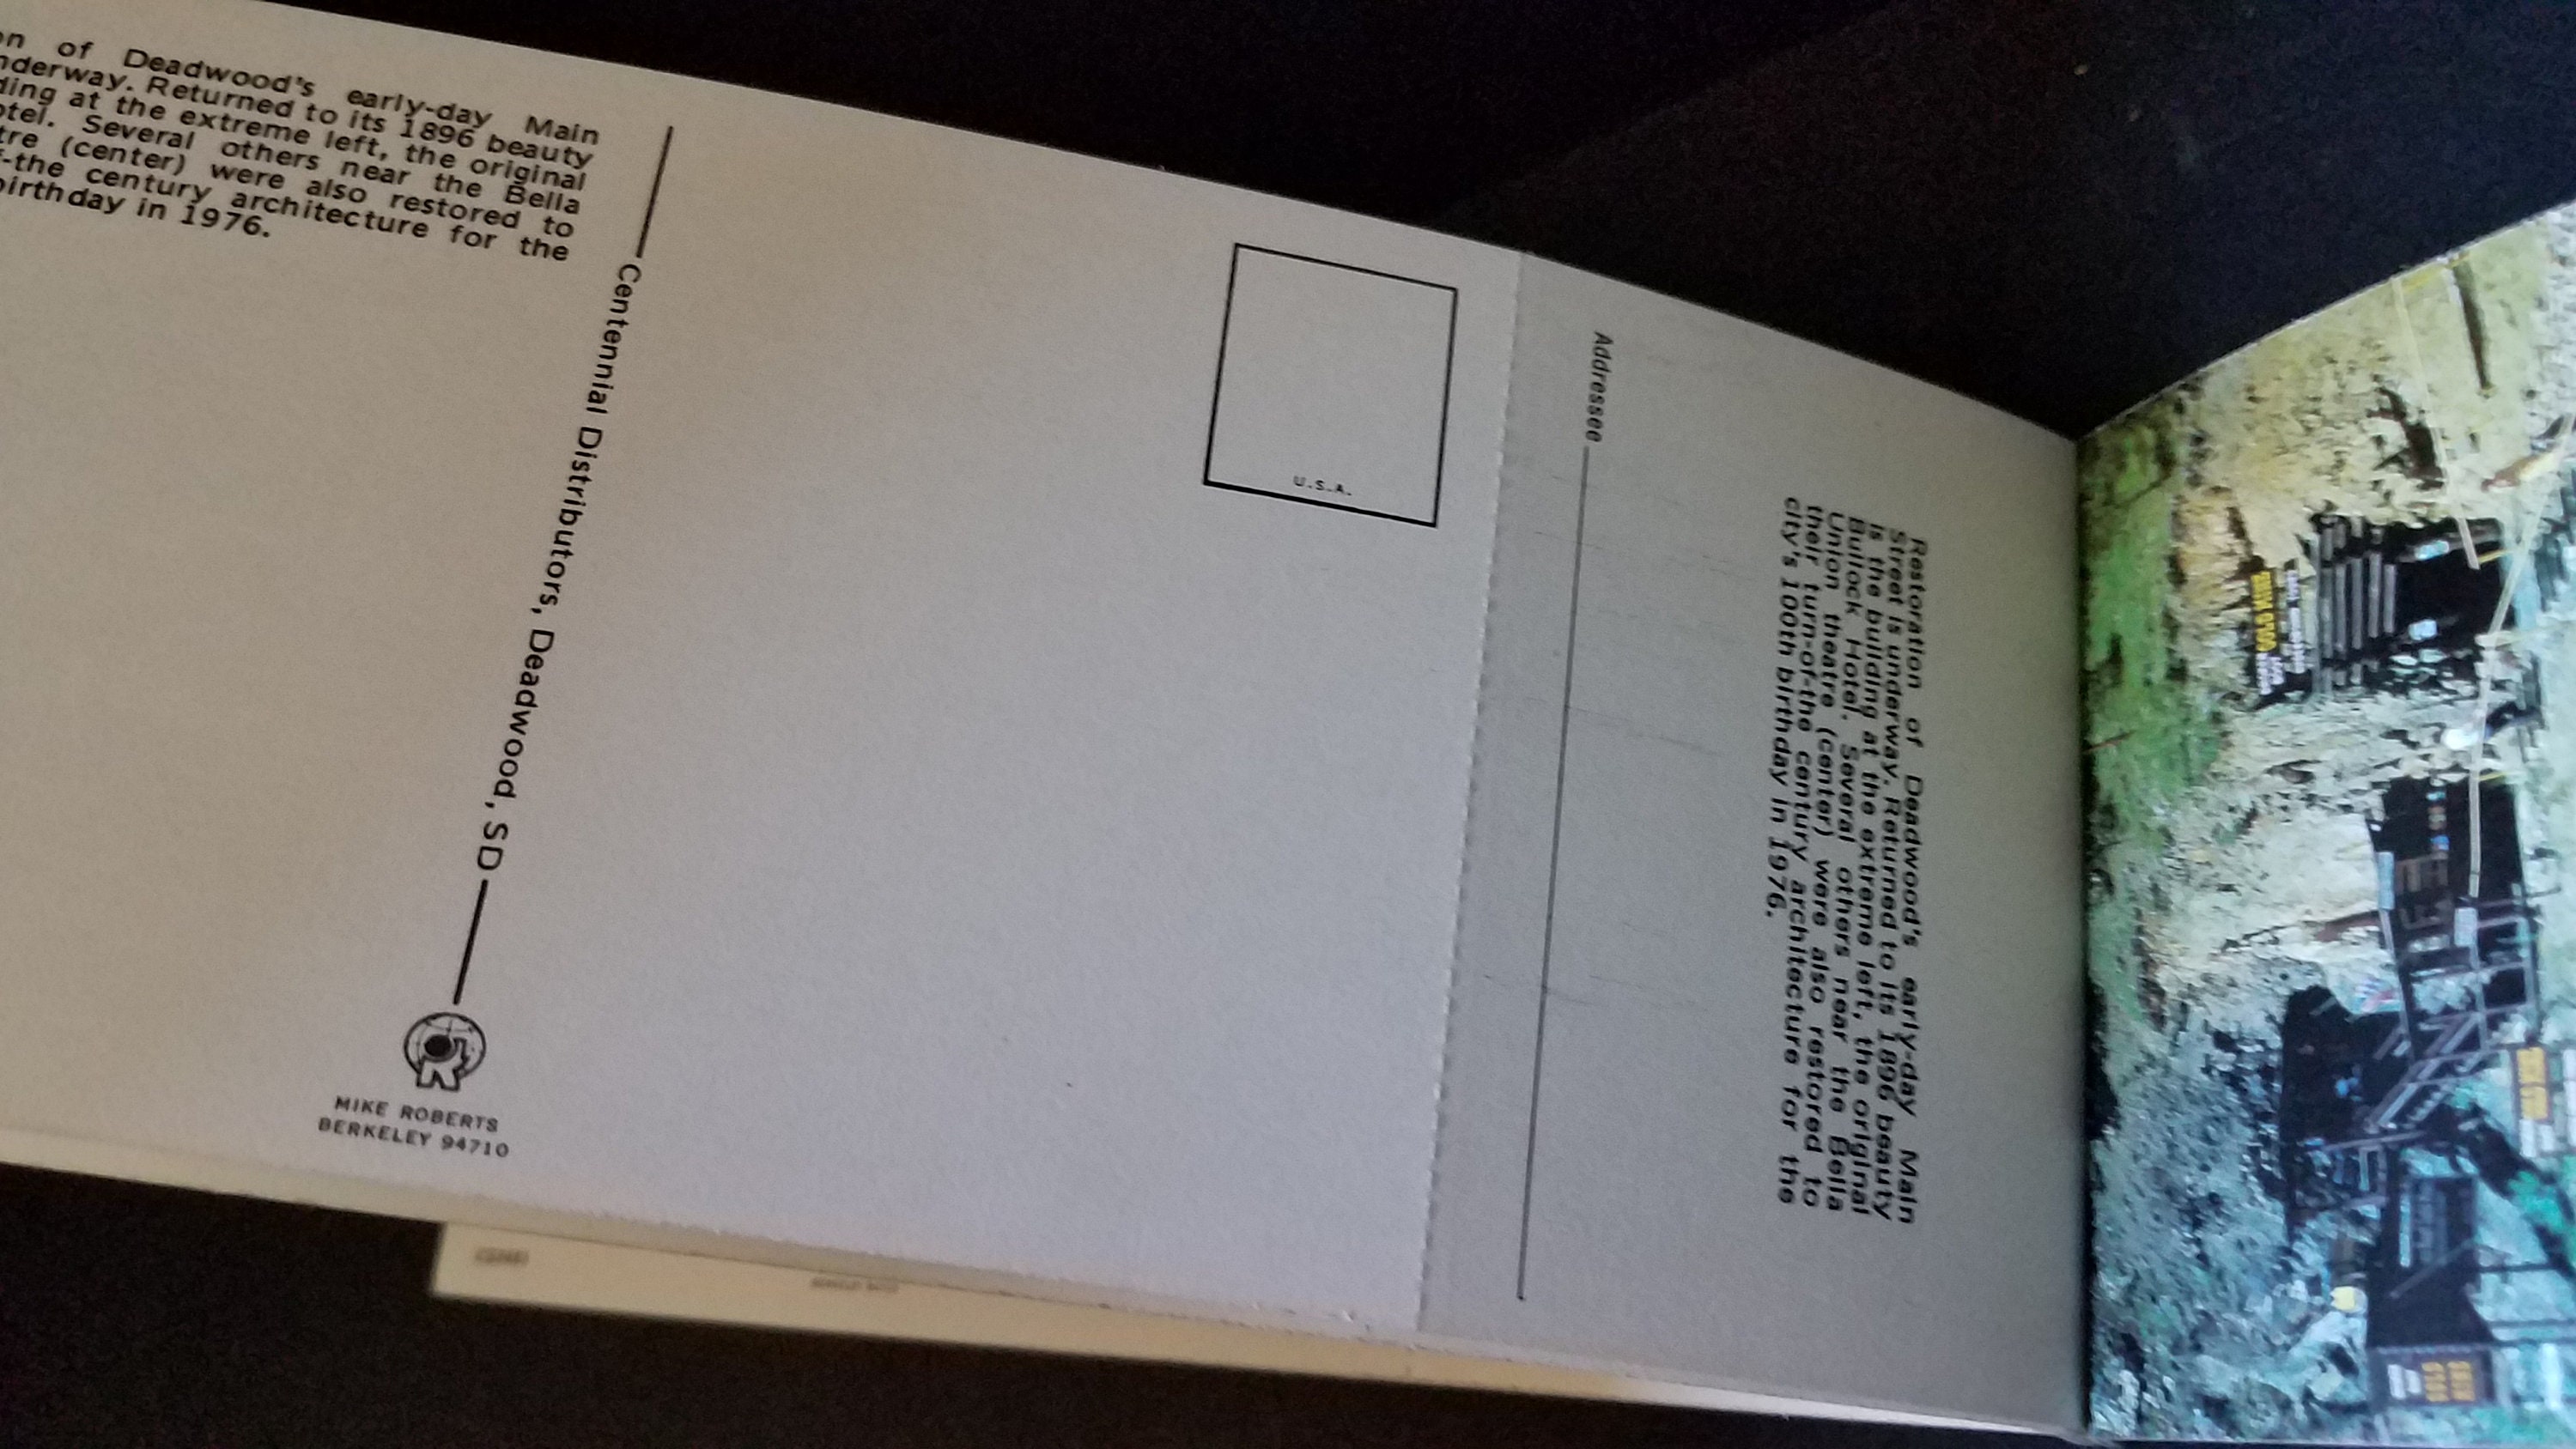 on of Deadwood's early-day Main
nderway. Returned to its 1896 beauty
ding at the extreme left, the original
otel. Several others near the Bella
tre (center) were also restored to
f-the century architecture for the
birthday in 1976.
Centennial Distributors, Deadwood, SD
MIKE ROBERTS
BERKELEY 94710
U.S.A.
Addressee
Restoration of Deadwood's early-day Main
Street is underway. Returned to its 1896 beauty
is the building at the extreme left, the original
Bullock Hotel. Several others near the Bella
Union theatre (center) were also restored to
their turn-of-the century architecture for the
city's 100th birthday in 1976.